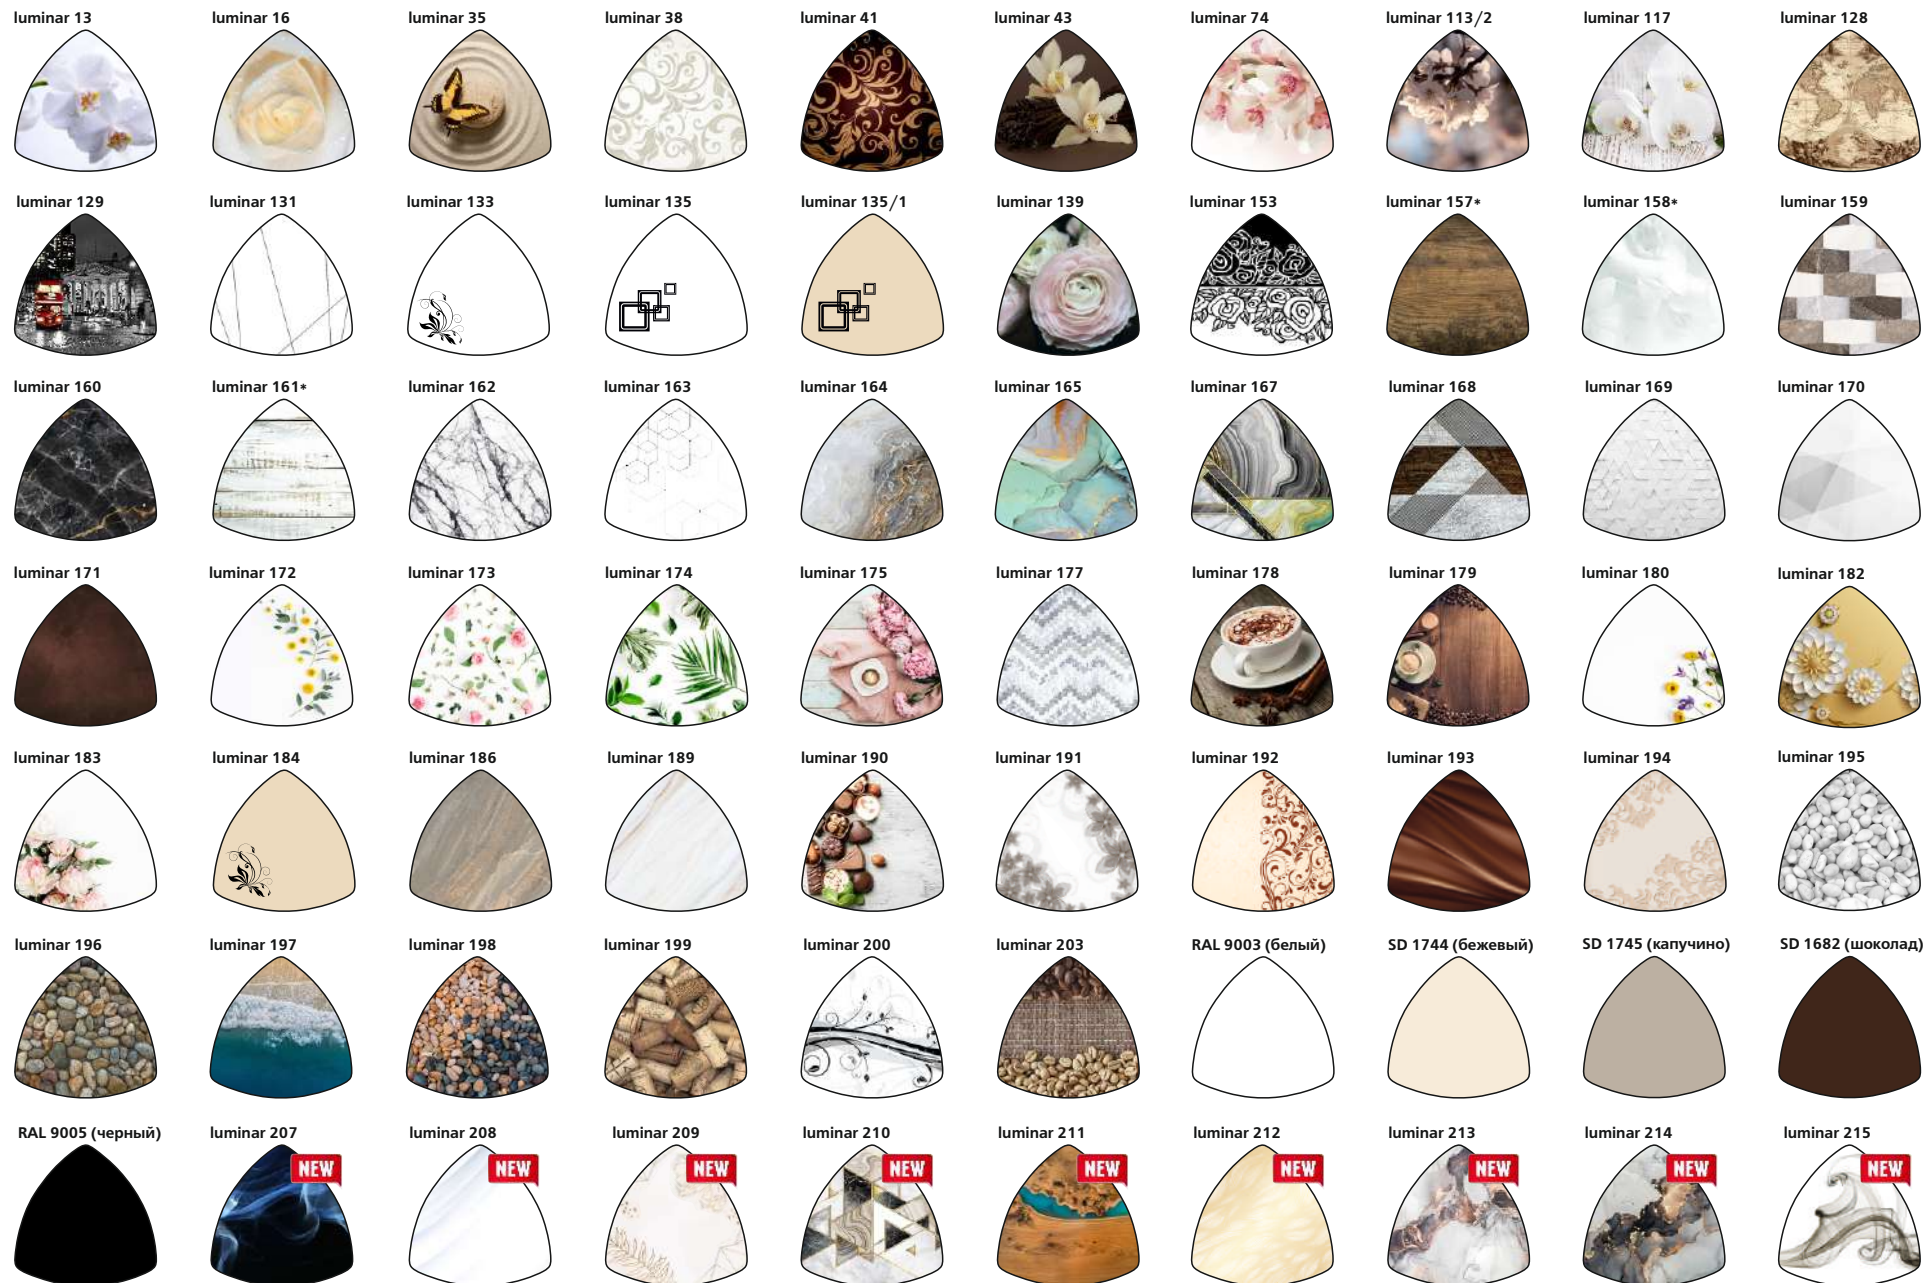 luminar 13
luminar 16
luminar 35
luminar 38
luminar 41
luminar 43
luminar 74
luminar 113/2
luminar 117
luminar 128
luminar 129
luminar 131
luminar 133
luminar 135
luminar 135/1
luminar 139
luminar 153
luminar 157*
luminar 158*
luminar 159
luminar 160
luminar 161*
luminar 162
luminar 163
luminar 164
luminar 165
luminar 167
luminar 168
luminar 169
luminar 170
luminar 171
luminar 172
luminar 173
luminar 174
luminar 175
luminar 177
luminar 178
luminar 179
luminar 180
luminar 182
luminar 183
luminar 184
luminar 186
luminar 189
luminar 190
luminar 191
luminar 192
luminar 193
luminar 194
luminar 195
luminar 196
luminar 197
luminar 198
luminar 199
luminar 200
luminar 203
RAL 9003 (белый)
SD 1744 (бежевый)
SD 1745 (капучино)
SD 1682 (шоколад)
RAL 9005 (черный)
luminar 207
luminar 208
luminar 209
luminar 210
luminar 211
luminar 212
luminar 213
luminar 214
luminar 215
NEW
NEW
NEW
NEW
NEW
NEW
NEW
NEW
NEW